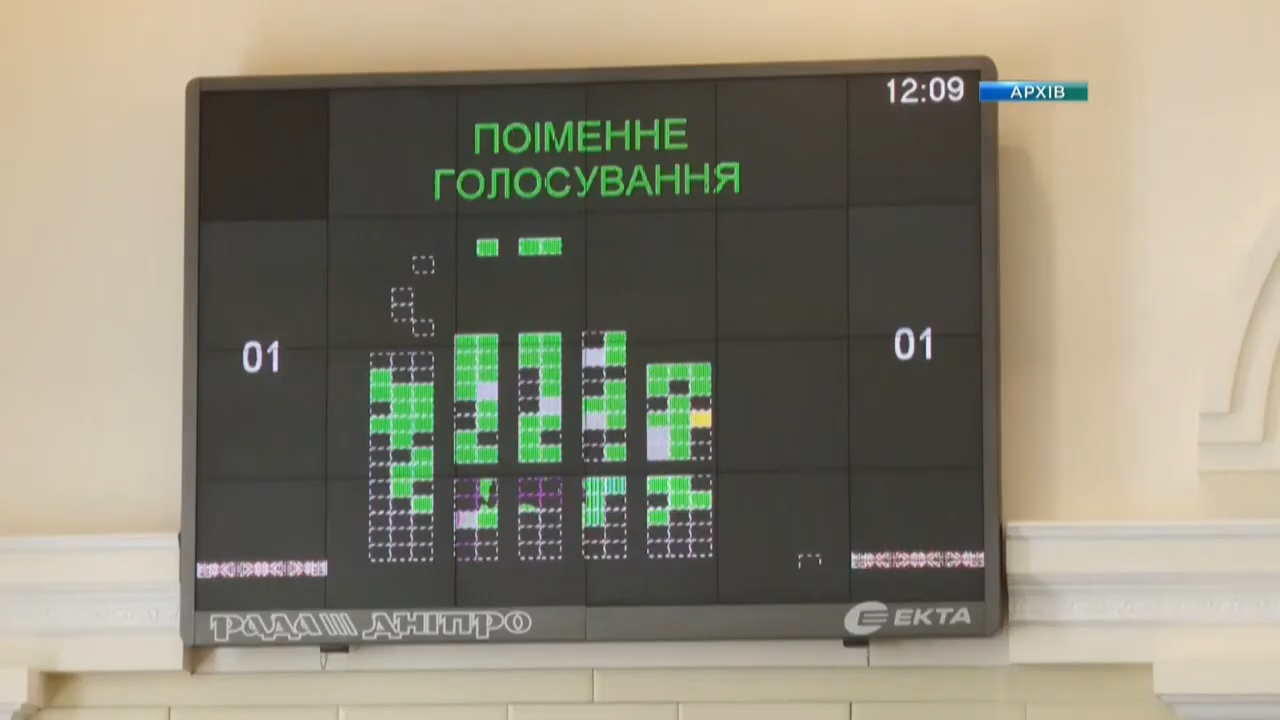 12:09
АРХІВ
ПОІМЕННЕ
ГОЛОСУВАННЯ
01
01
РАДА ДНІПРО
ЕКТА